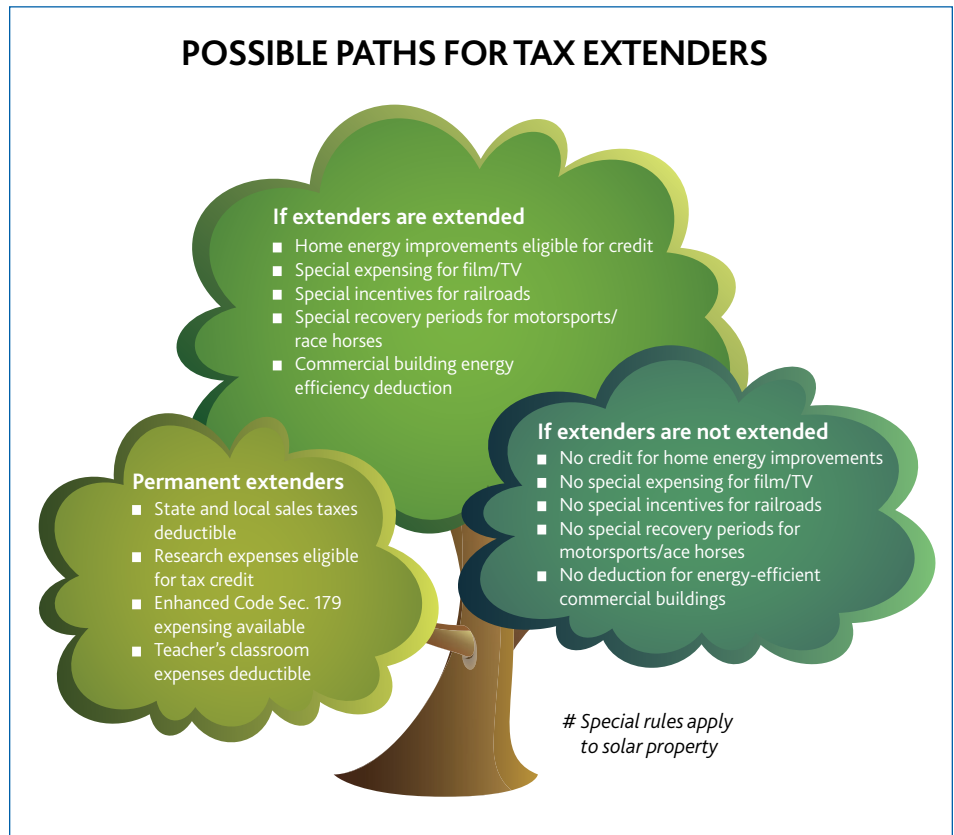 POSSIBLE PATHS FOR TAX EXTENDERS
If extenders are extended
■ Home energy improvements eligible for credit
■ Special expensing for film/TV
■ Special incentives for railroads
■ Special recovery periods for motorsports/
race horses
■ Commercial building energy
efficiency deduction
Permanent extenders
■ State and local sales taxes
deductible
■ Research expenses eligible
for tax credit
■ Enhanced Code Sec. 179
expensing available
■ Teacher’s classroom
expenses deductible
If extenders are not extended
■ No credit for home energy improvements
■ No special expensing for film/TV
■ No special incentives for railroads
■ No special recovery periods for
motorsports/ace horses
■ No deduction for energy-efficient
commercial buildings
# Special rules apply
to solar property